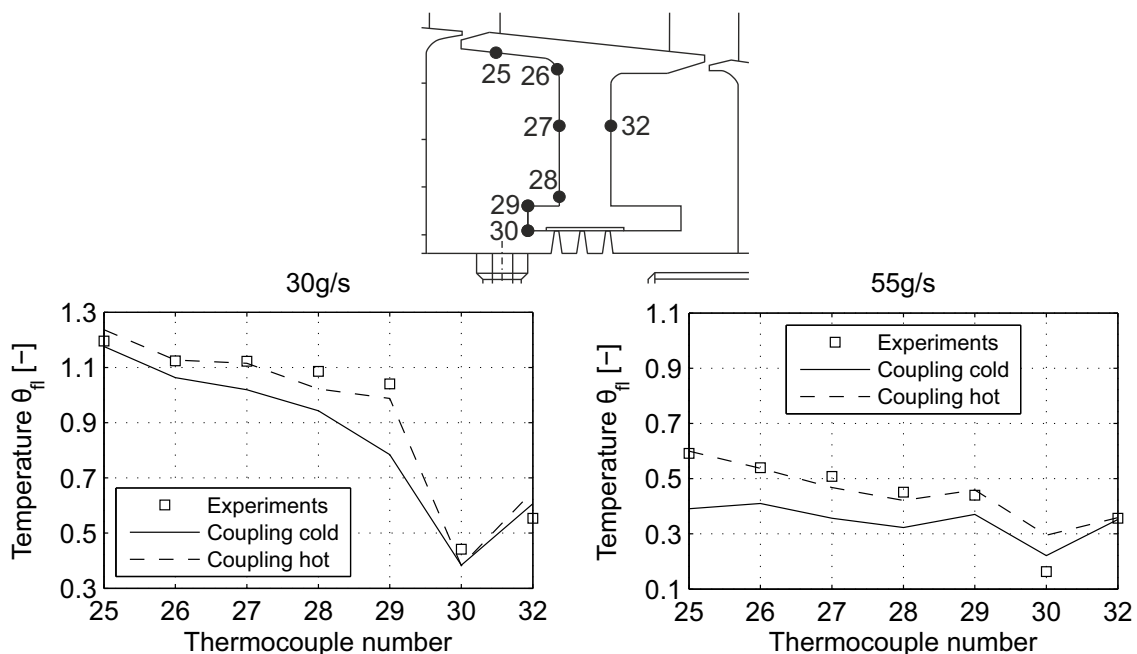 25
26
27
32
28
29
30
30g/s
Temperature θfl [–]
1.3
1.1
0.9
0.7
0.5
0.3
Experiments
Coupling cold
Coupling hot
25 26 27 28 29 30 32
Thermocouple number
55g/s
Temperature θfl [–]
1.1
0.9
0.7
0.5
0.3
0.1
Experiments
Coupling cold
Coupling hot
25 26 27 28 29 30 32
Thermocouple number